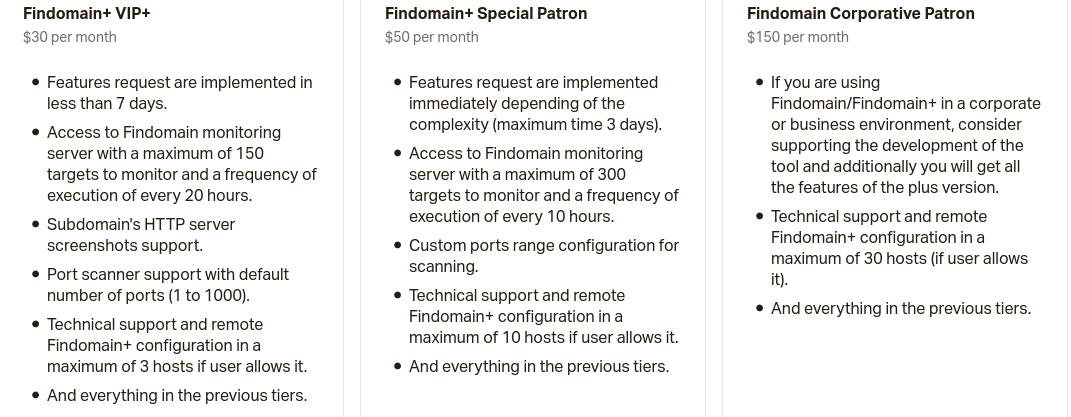 Findomain+ VIP+
$30 per month
• Features request are implemented in
less than 7 days.
• Access to Findomain monitoring
server with a maximum of 150
targets to monitor and a frequency of
execution of every 20 hours.
• Subdomain's HTTP server
screenshots support.
• Port scanner support with default
number of ports (1 to 1000).
• Technical support and remote
Findomain+ configuration in a
maximum of 3 hosts if user allows it.
• And everything in the previous tiers.
Findomain+ Special Patron
$50 per month
• Features request are implemented
immediately depending of the
complexity (maximum time 3 days).
• Access to Findomain monitoring
server with a maximum of 300
targets to monitor and a frequency of
execution of every 10 hours.
• Custom ports range configuration for
scanning.
• Technical support and remote
Findomain+ configuration in a
maximum of 10 hosts if user allows it.
• And everything in the previous tiers.
Findomain Corporative Patron
$150 per month
• If you are using
Findomain/Findomain+ in a corporate
or business environment, consider
supporting the development of the
tool and additionally you will get all
the features of the plus version.
• Technical support and remote
Findomain+ configuration in a
maximum of 30 hosts (if user allows
it).
• And everything in the previous tiers.